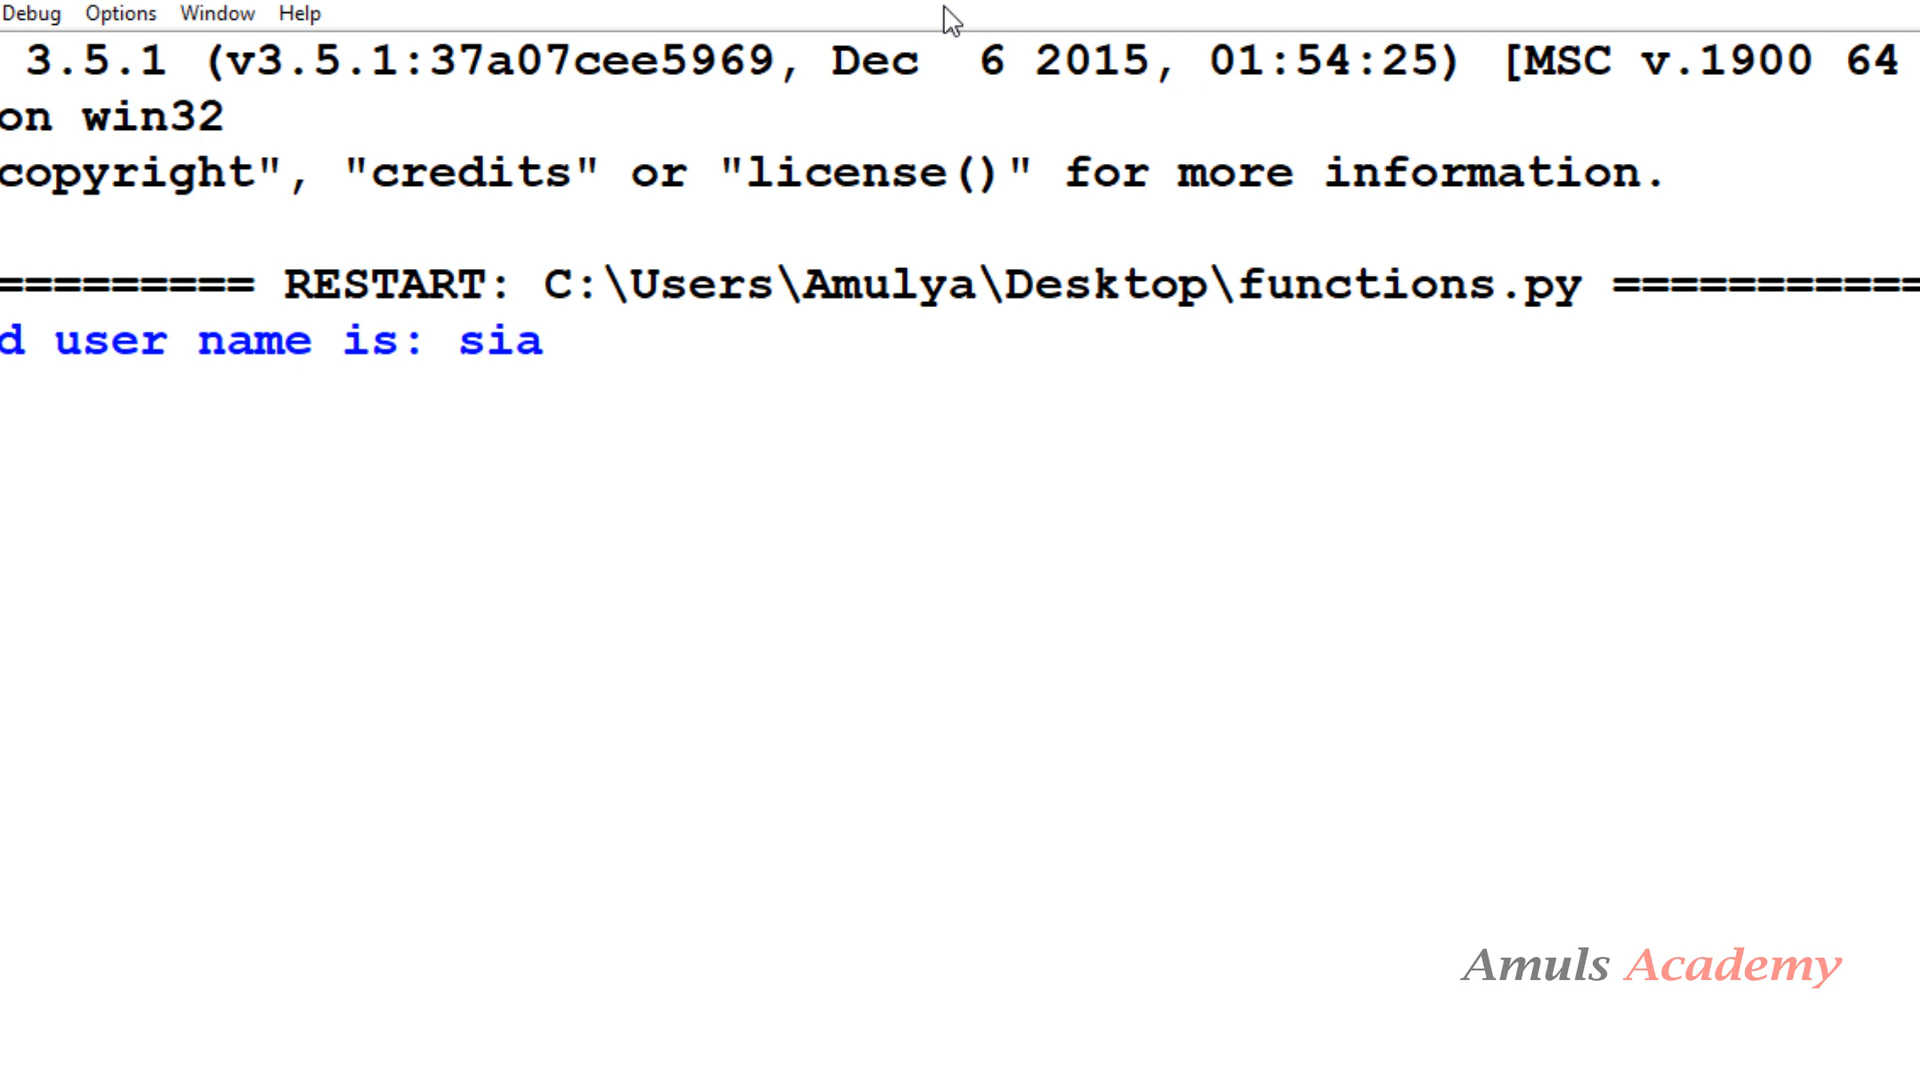 Debug Options Window Help
3.5.1 (v3.5.1:37a07cee5969, Dec  6 2015, 01:54:25) [MSC v.1900 64
on win32
copyright", "credits" or "license()" for more information.
========= RESTART: C:\Users\Amulya\Desktop\functions.py ===========
d user name is: sia
Amuls Academy